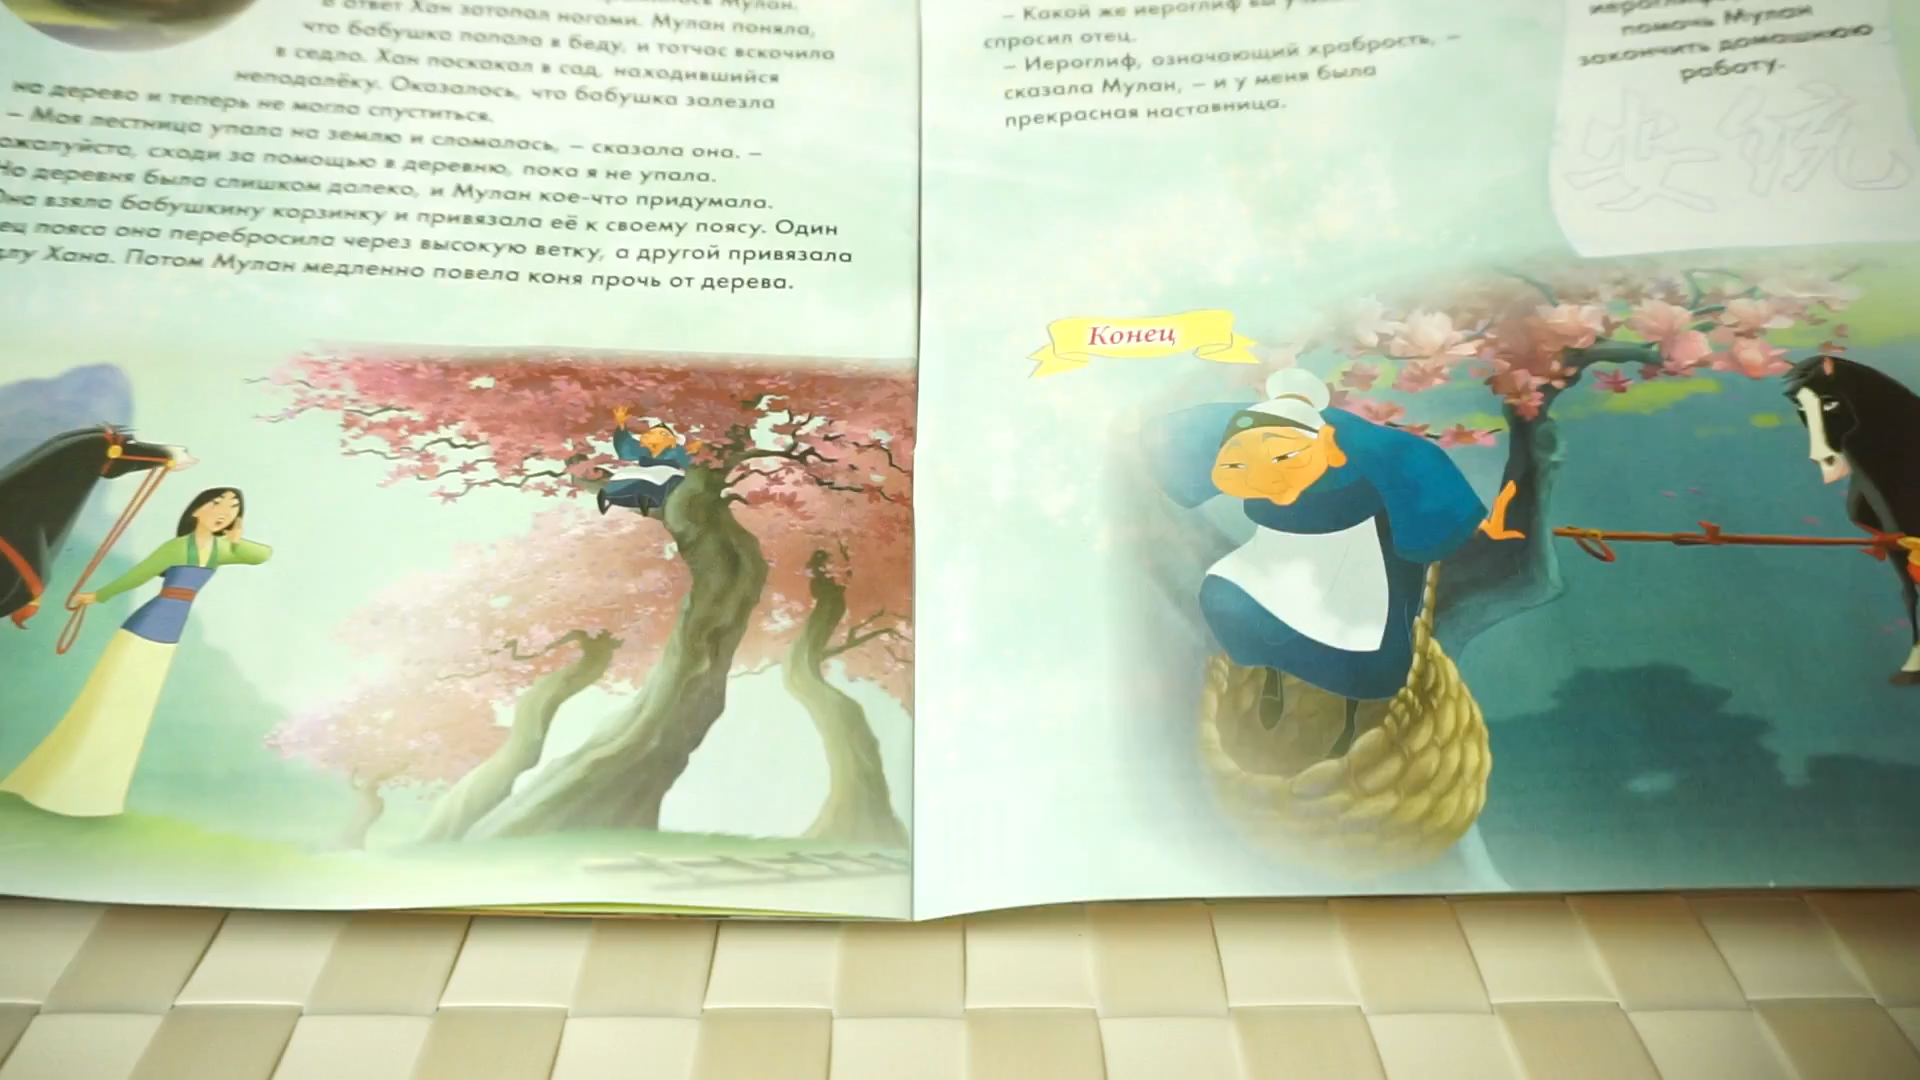 В ответ Хан затопал ногами. Мулан поняла,
что бабушка попала в беду, и тотчас вскочила
в седло. Хан поскакал в сад, находившийся
неподалёку. Оказалось, что бабушка залезла
на дерево и теперь не могла спуститься.
– Моя лестница упала на землю и сломалась, – сказала она. –
ожалуйста, сходи за помощью в деревню, пока я не упала.
Но деревня была слишком далеко, и Мулан кое-что придумала.
Она взяла бабушкину корзинку и привязала её к своему поясу. Один
ец пояса она перебросила через высокую ветку, а другой привязала
длу Хана. Потом Мулан медленно повела коня прочь от дерева.
– Какой же иероглиф вы
спросил отец.
– Иероглиф, означающий храбрость, –
сказала Мулан, – и у меня была
прекрасная наставница.
помочь Мулан
закончить домашнюю
работу.
Конец